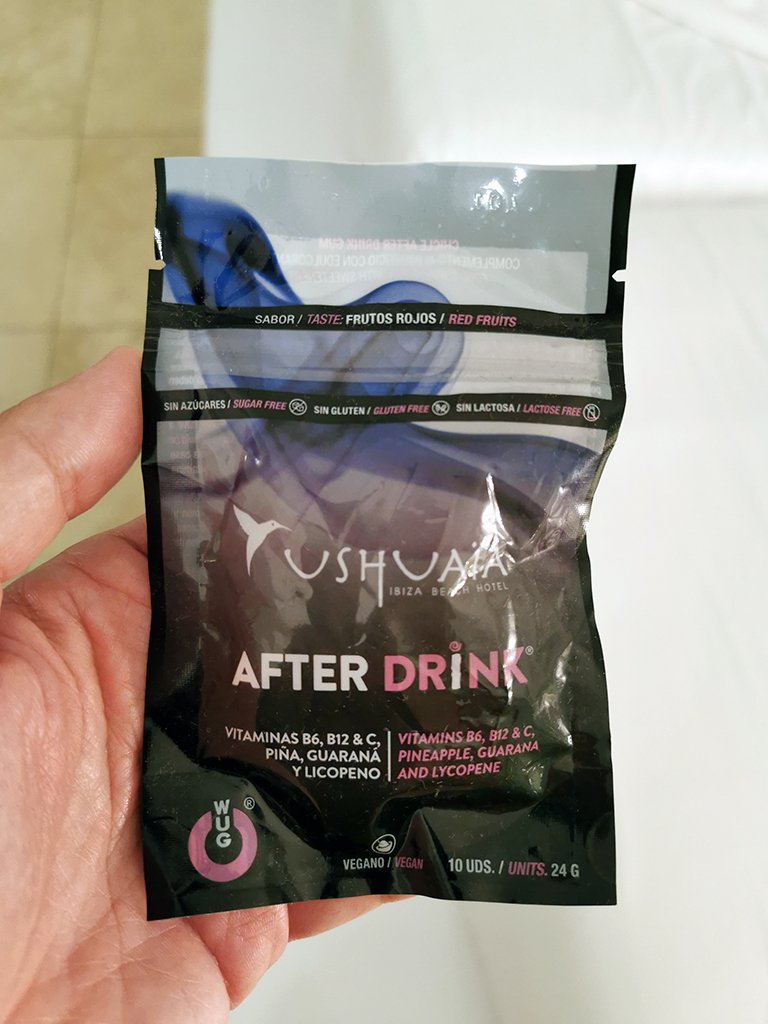 SABOR / TASTE: FRUTOS ROJOS / RED FRUITS
SIN AZÚCARES / SUGAR FREE SIN GLUTEN / GLUTEN FREE SIN LACTOSA / LACTOSE FREE
USHUAÏA
IBIZA BEACH HOTEL
AFTER DRINK®
VITAMINAS B6, B12 & C,
PIÑA, GUARANÁ
Y LICOPENO
VITAMINS B6, B12 & C,
PINEAPPLE, GUARANA
AND LYCOPENE
WUG ®
VEGANO / VEGAN
10 UDS. / UNITS. 24 G